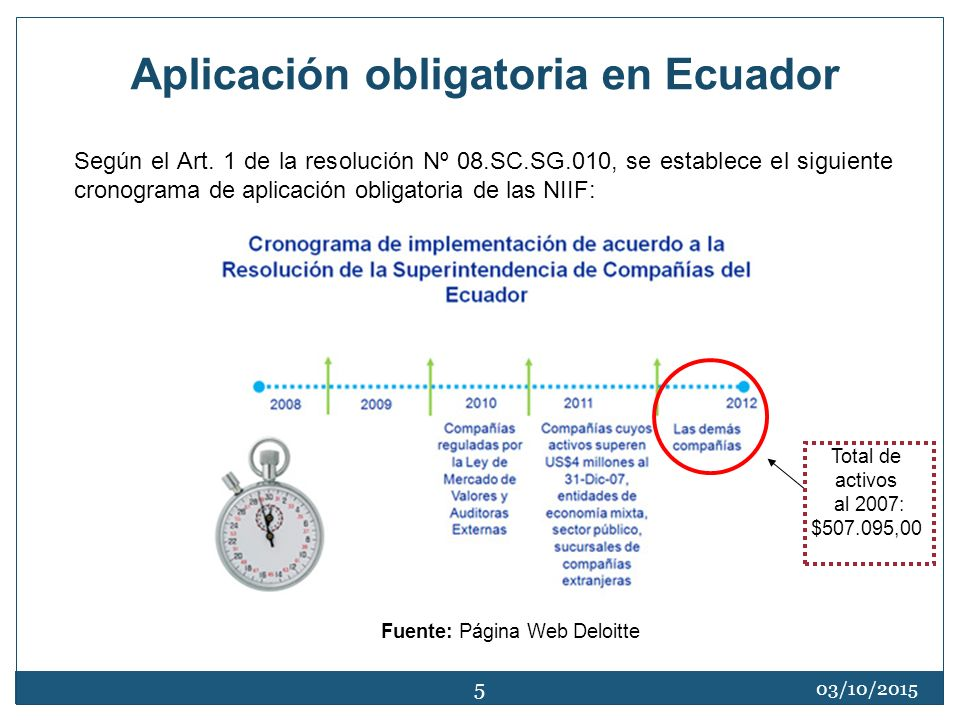 Aplicación obligatoria en Ecuador
Según el Art. 1 de la resolución Nº 08.SC.SG.010, se establece el siguiente
cronograma de aplicación obligatoria de las NIIF:
Cronograma de implementación de acuerdo a la
Resolución de la Superintendencia de Compañías del
Ecuador
2008
2009
2010
2011
2012
Compañías
reguladas por
la Ley de
Mercado de
Valores y
Auditoras
Externas
Compañías cuyos
activos superen
US$4 millones al
31-Dic-07,
entidades de
economía mixta,
sector público,
sucursales de
compañías
extranjeras
Las demás
compañías
Total de
activos
al 2007:
$507.095,00
Fuente: Página Web Deloitte
5
03/10/2015